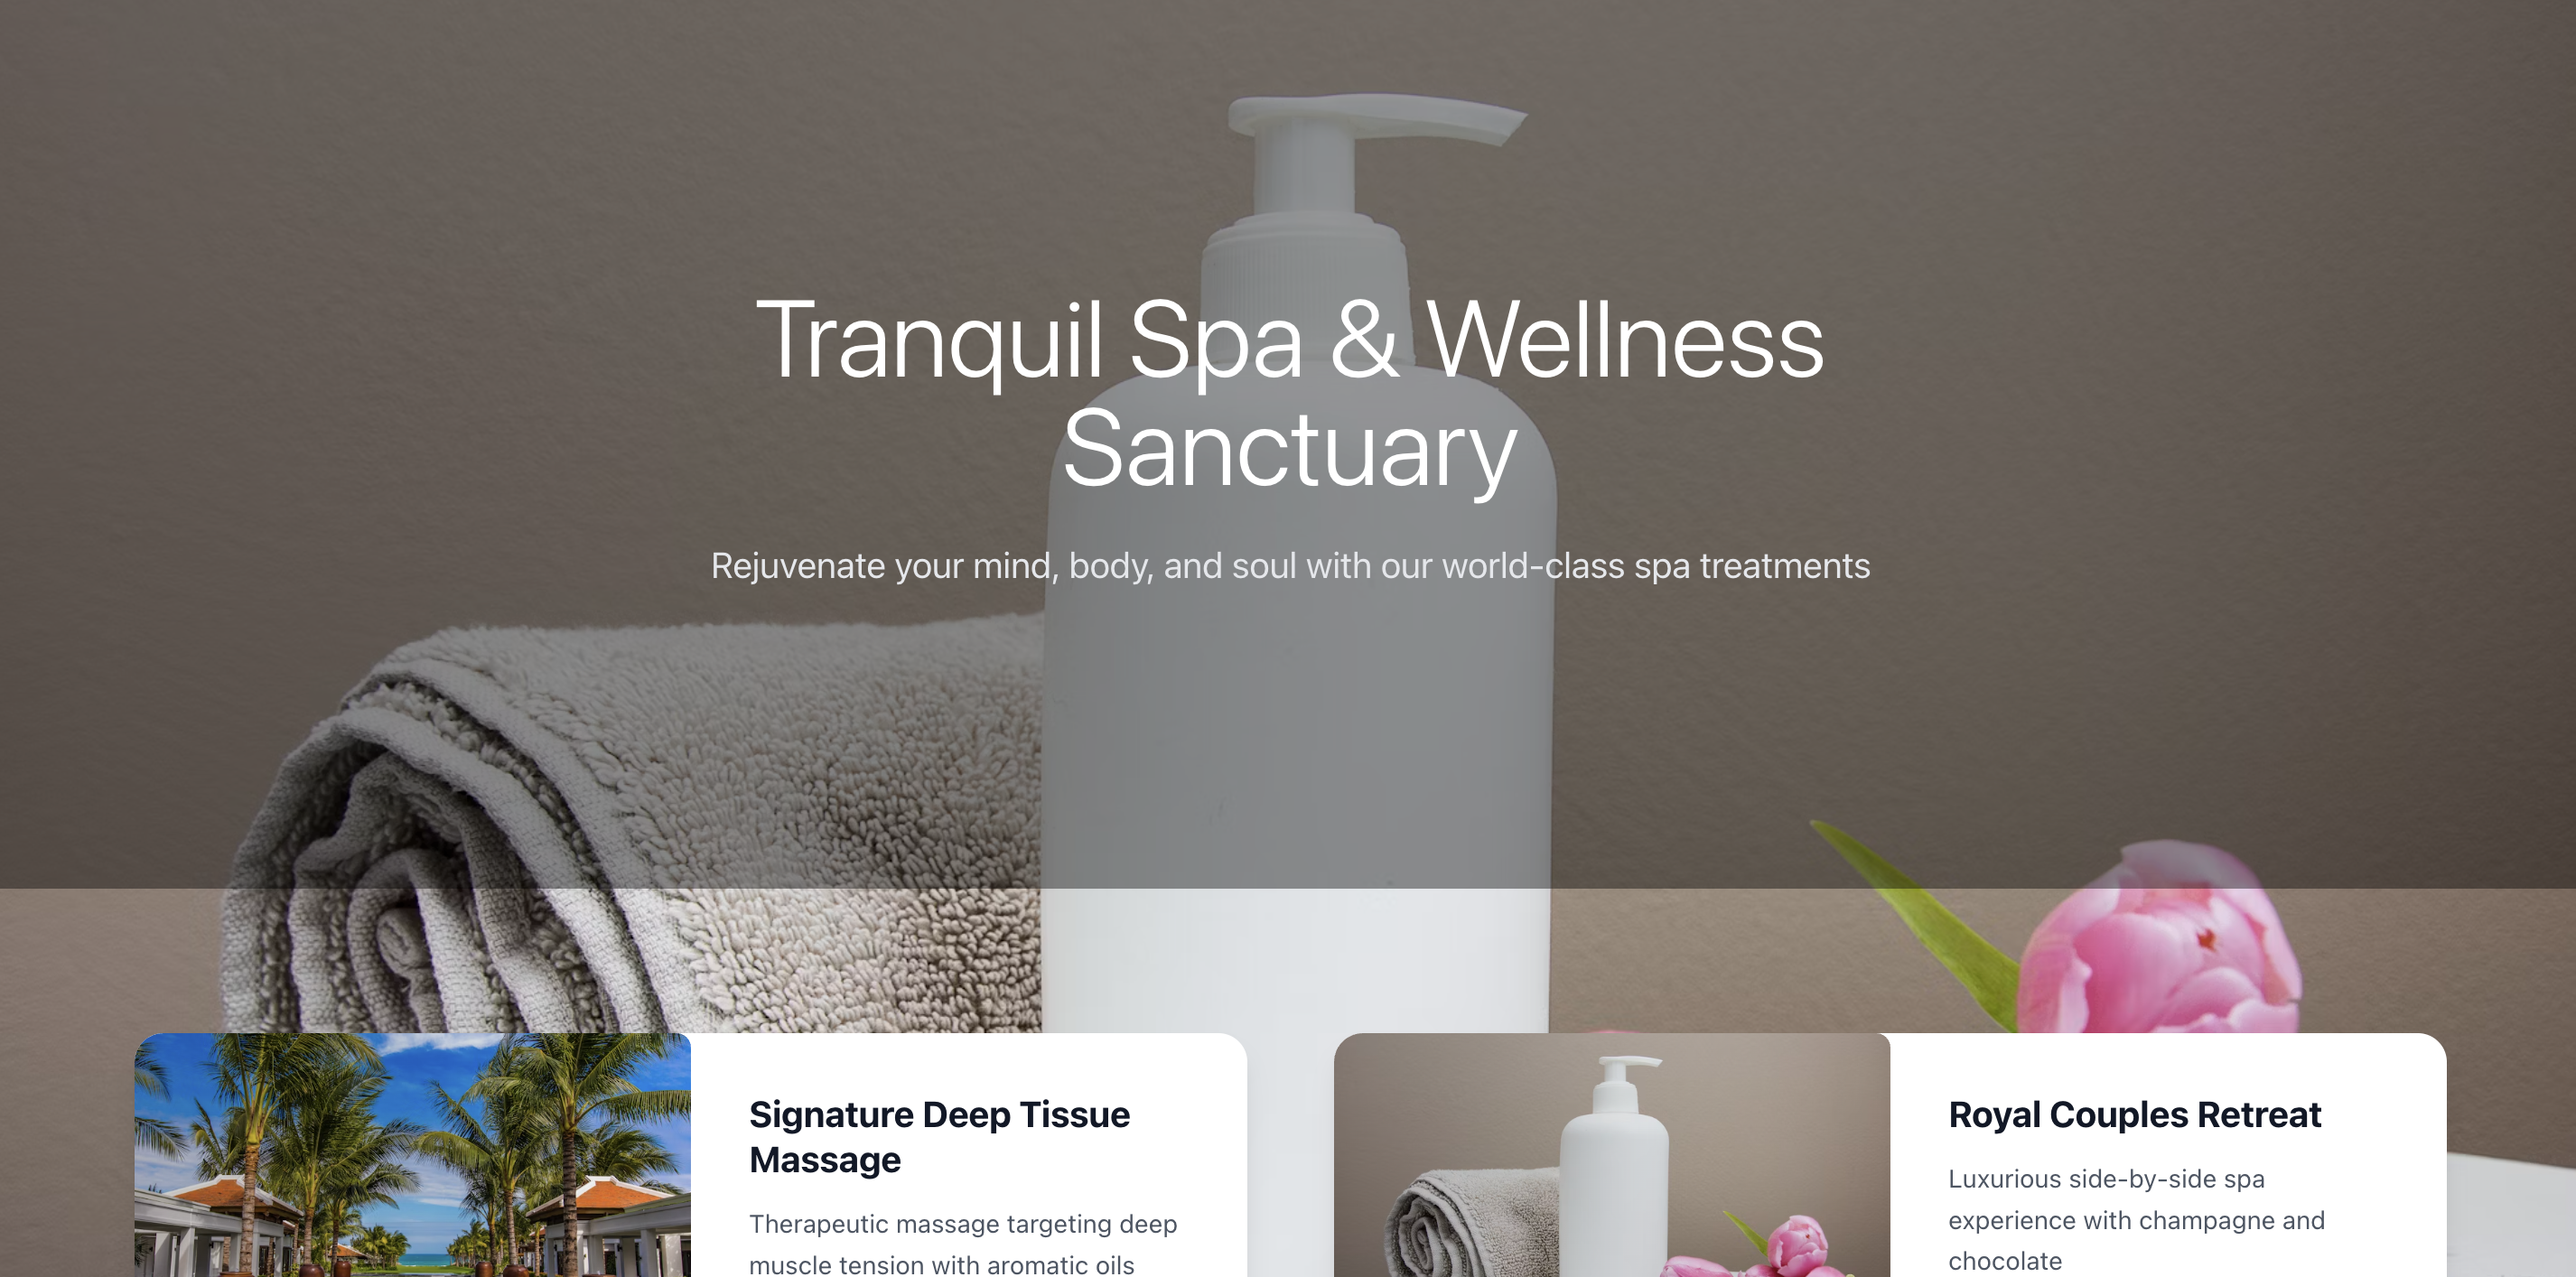 Tranquil Spa & Wellness
Sanctuary
Rejuvenate your mind, body, and soul with our world-class spa treatments
Signature Deep Tissue
Massage
Therapeutic massage targeting deep
muscle tension with aromatic oils
Royal Couples Retreat
Luxurious side-by-side spa
experience with champagne and
chocolate